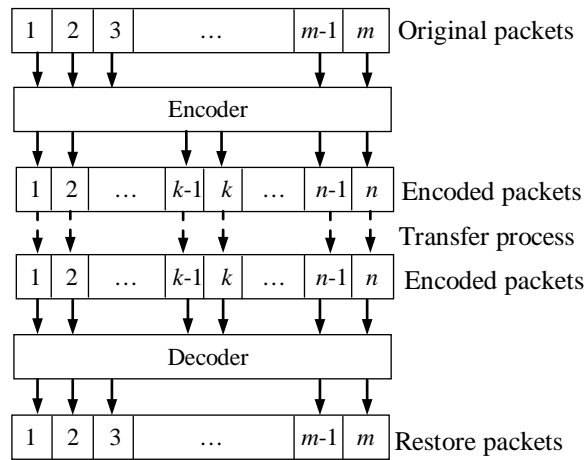 1 2 3 … m-1 m Original packets
Encoder
1 2 … k-1 k … n-1 n Encoded packets
Transfer process
1 2 … k-1 k … n-1 n Encoded packets
Decoder
1 2 3 … m-1 m Restore packets